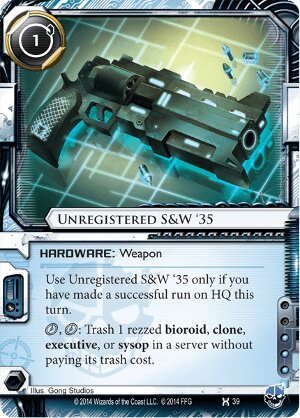 1
UNREGISTERED S&W ‘35
HARDWARE: Weapon
Use Unregistered S&W ‘35 only if you
have made a successful run on HQ this
turn.
, : Trash 1 rezzed bioroid, clone,
executive, or sysop in a server without
paying its trash cost.
Illus. Gong Studios
© 2014 Wizards of the Coast LLC. © 2014 FFG
39